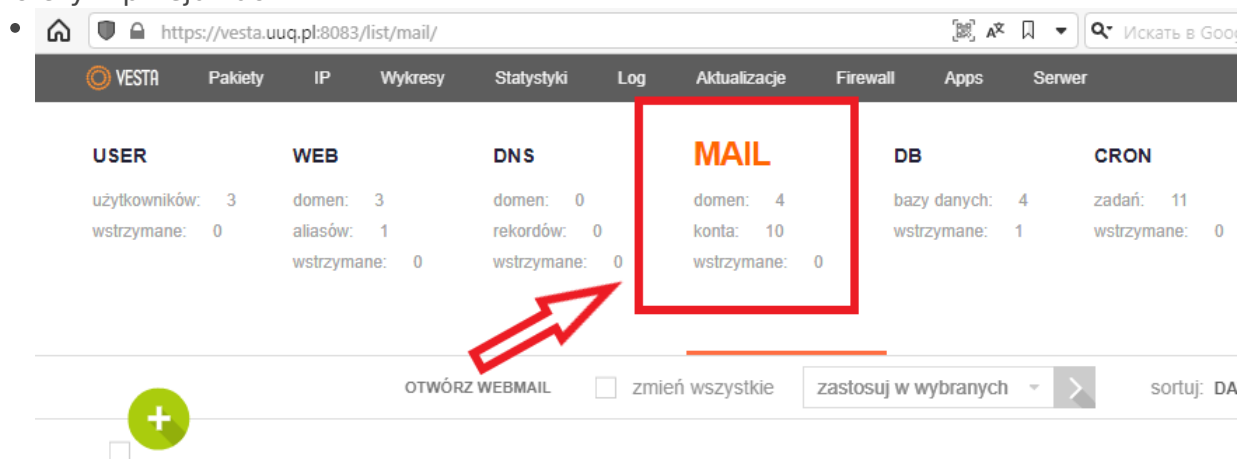 https://vesta.uuq.pl:8083/list/mail/ Искать в Goo
VESTA Pakiety IP Wykresy Statystyki Log Aktualizacje Firewall Apps Serwer
USER WEB DNS MAIL DB CRON
użytkowników: 3 domen: 3 domen: 0 domen: 4 bazy danych: 4 zadań: 11
wstrzymane: 0 aliasów: 1 rekordów: 0 konta: 10 wstrzymane: 1 wstrzymane: 0
wstrzymane: 0 wstrzymane: 0 wstrzymane: 0
OTWÓRZ WEBMAIL zmień wszystkie zastosuj w wybranych sortuj: DA